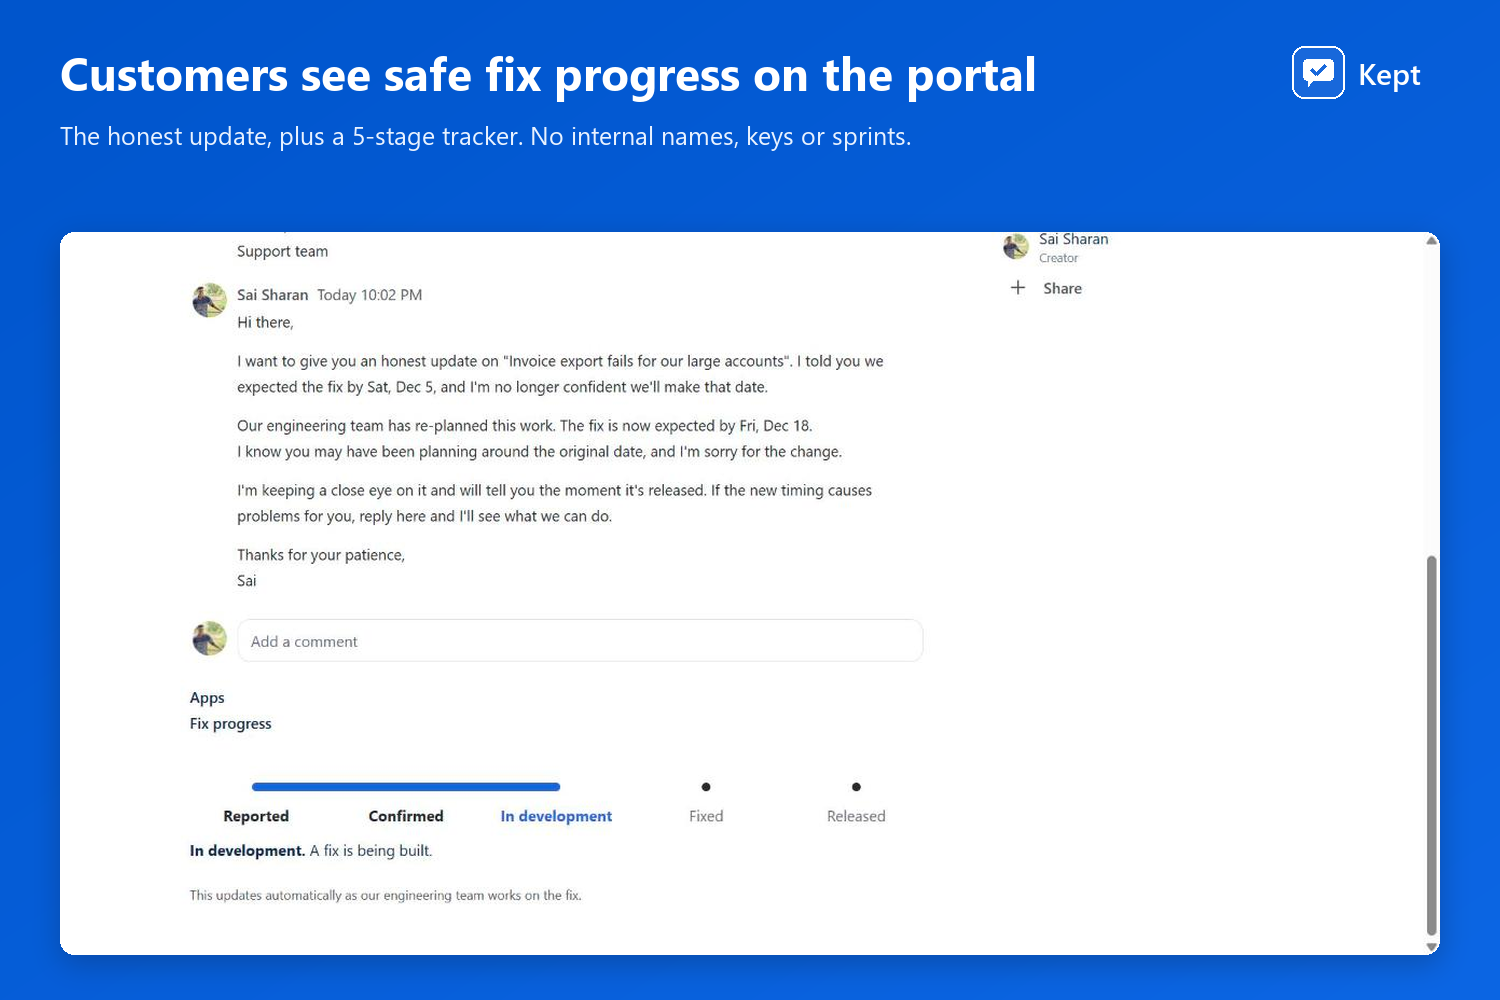 Customers see safe fix progress on the portal
Kept
The honest update, plus a 5-stage tracker. No internal names, keys or sprints.
Support team
Sai Sharan
Creator
Share
Sai Sharan Today 10:02 PM
Hi there,
I want to give you an honest update on "Invoice export fails for our large accounts". I told you we
expected the fix by Sat, Dec 5, and I'm no longer confident we'll make that date.
Our engineering team has re-planned this work. The fix is now expected by Fri, Dec 18.
I know you may have been planning around the original date, and I'm sorry for the change.
I'm keeping a close eye on it and will tell you the moment it's released. If the new timing causes
problems for you, reply here and I'll see what we can do.
Thanks for your patience,
Sai
Add a comment
Apps
Fix progress
Reported Confirmed In development Fixed Released
In development. A fix is being built.
This updates automatically as our engineering team works on the fix.